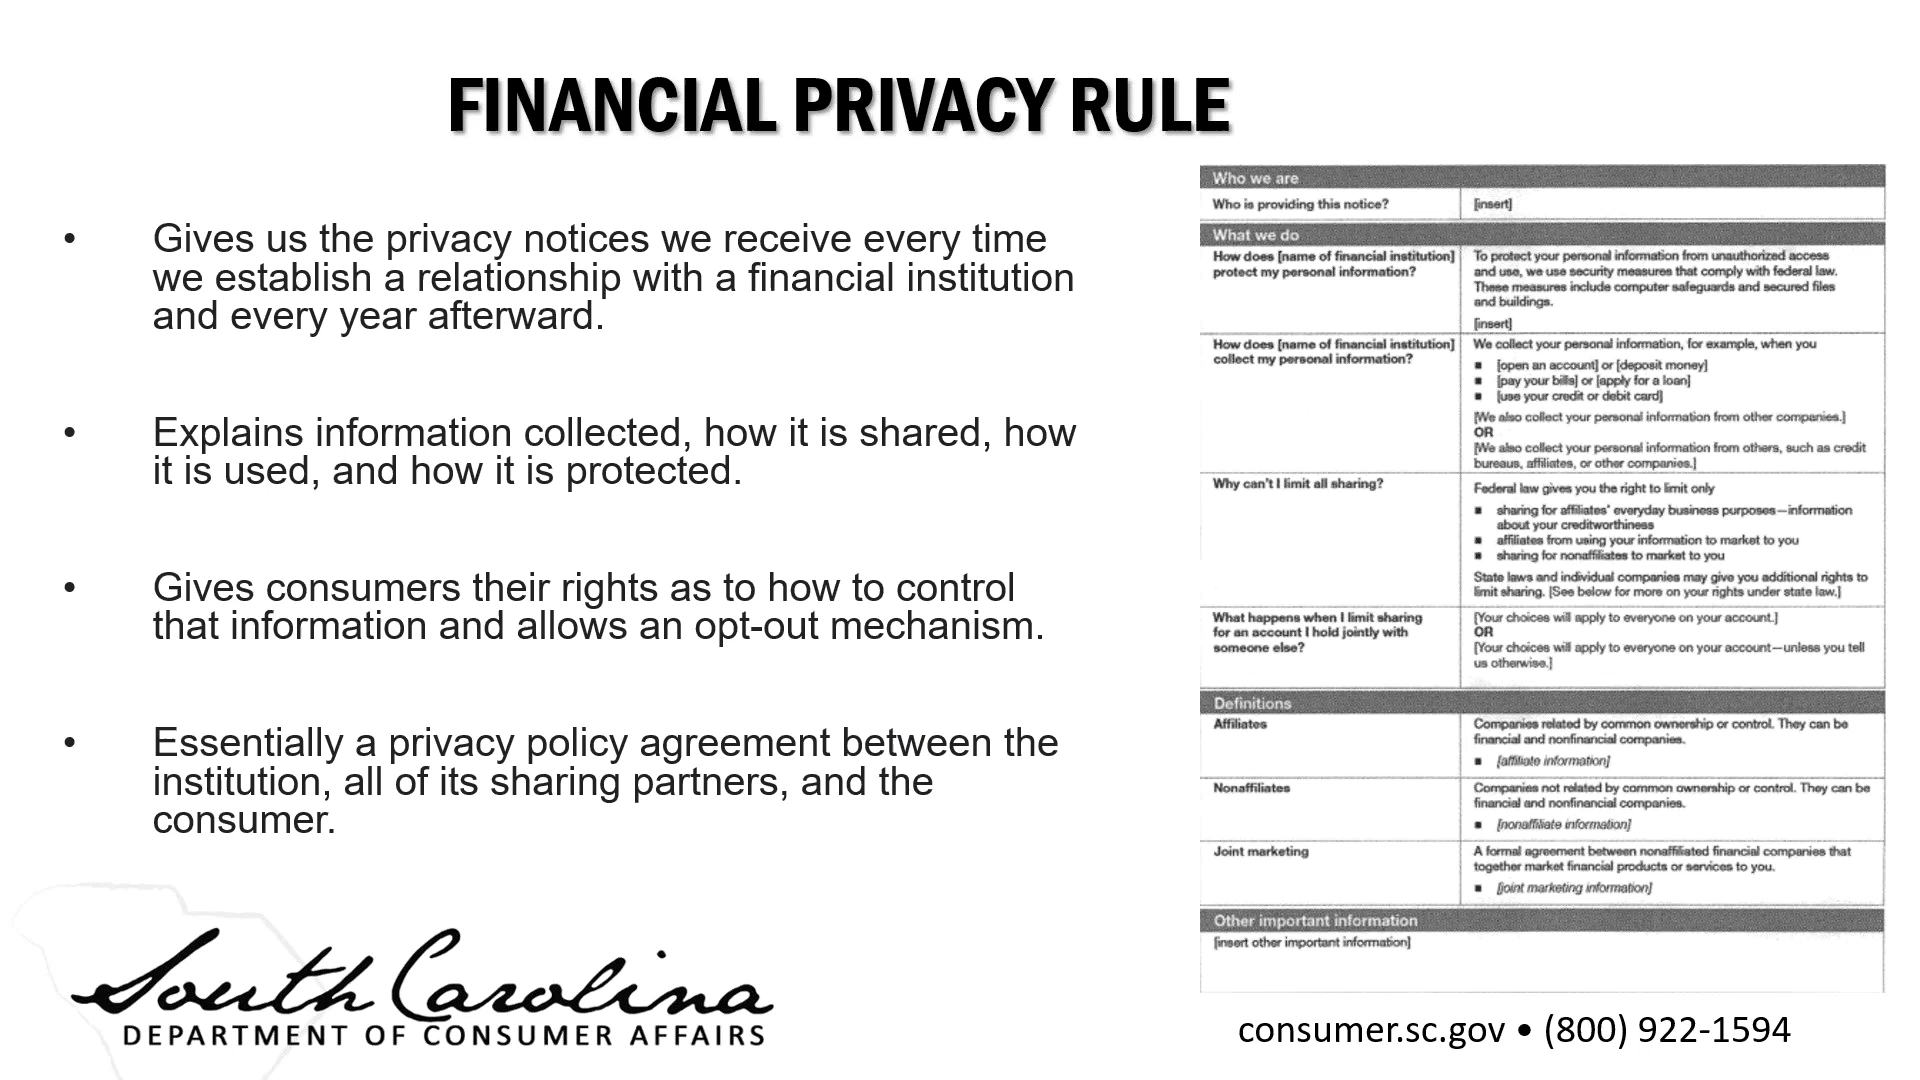 FINANCIAL PRIVACY RULE
• Gives us the privacy notices we receive every time
we establish a relationship with a financial institution
and every year afterward.
• Explains information collected, how it is shared, how
it is used, and how it is protected.
• Gives consumers their rights as to how to control
that information and allows an opt-out mechanism.
• Essentially a privacy policy agreement between the
institution, all of its sharing partners, and the
consumer.
Who we are
Who is providing this notice? [insert]
What we do
How does [name of financial institution]
protect my personal information?
To protect your personal information from unauthorized access
and use, we use security measures that comply with federal law.
These measures include computer safeguards and secured files
and buildings.
[insert]
How does [name of financial institution]
collect my personal information?
We collect your personal information, for example, when you
■ [open an account] or [deposit money]
■ [pay your bills] or [apply for a loan]
■ [use your credit or debit card]
[We also collect your personal information from other companies.]
OR
[We also collect your personal information from others, such as credit
bureaus, affiliates, or other companies.]
Why can't I limit all sharing?
Federal law gives you the right to limit only
■ sharing for affiliates' everyday business purposes—information
about your creditworthiness
■ affiliates from using your information to market to you
■ sharing for nonaffiliates to market to you
State laws and individual companies may give you additional rights to
limit sharing. [See below for more on your rights under state law.]
What happens when I limit sharing
for an account I hold jointly with
someone else?
[Your choices will apply to everyone on your account.]
OR
[Your choices will apply to everyone on your account—unless you tell
us otherwise.]
Definitions
Affiliates
Companies related by common ownership or control. They can be
financial and nonfinancial companies.
■ [affiliate information]
Nonaffiliates
Companies not related by common ownership or control. They can be
financial and nonfinancial companies.
■ [nonaffiliate information]
Joint marketing
A formal agreement between nonaffiliated financial companies that
together market financial products or services to you.
■ [joint marketing information]
Other important information
[insert other important information]
South Carolina
DEPARTMENT OF CONSUMER AFFAIRS
consumer.sc.gov • (800) 922-1594